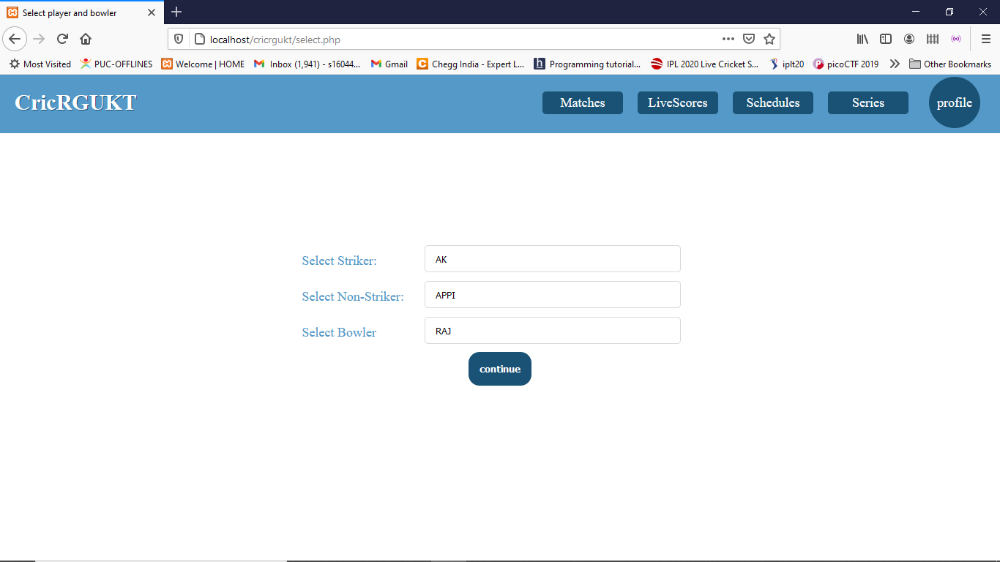 Select player and bowler
localhost/cricrgukt/select.php
Most Visited PUC-OFFLINES Welcome | HOME Inbox (1,941) - s16044... Gmail Chegg India - Expert L... Programming tutorial... IPL 2020 Live Cricket S... iplt20 picoCTF 2019 Other Bookmarks
CricRGUKT Matches LiveScores Schedules Series profile
Select Striker: AK
Select Non-Striker: APPI
Select Bowler RAJ
continue